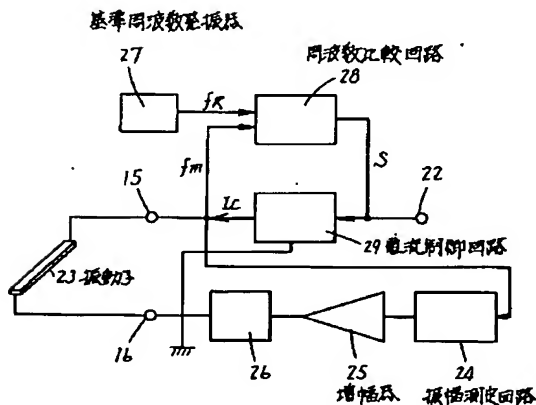 基準周波数発振器
27
周波数比較回路
28
fR
fm
S
15
Ic
22
29 電流制御回路
23 振動子
16
26
25
24
増幅器
振幅測定回路